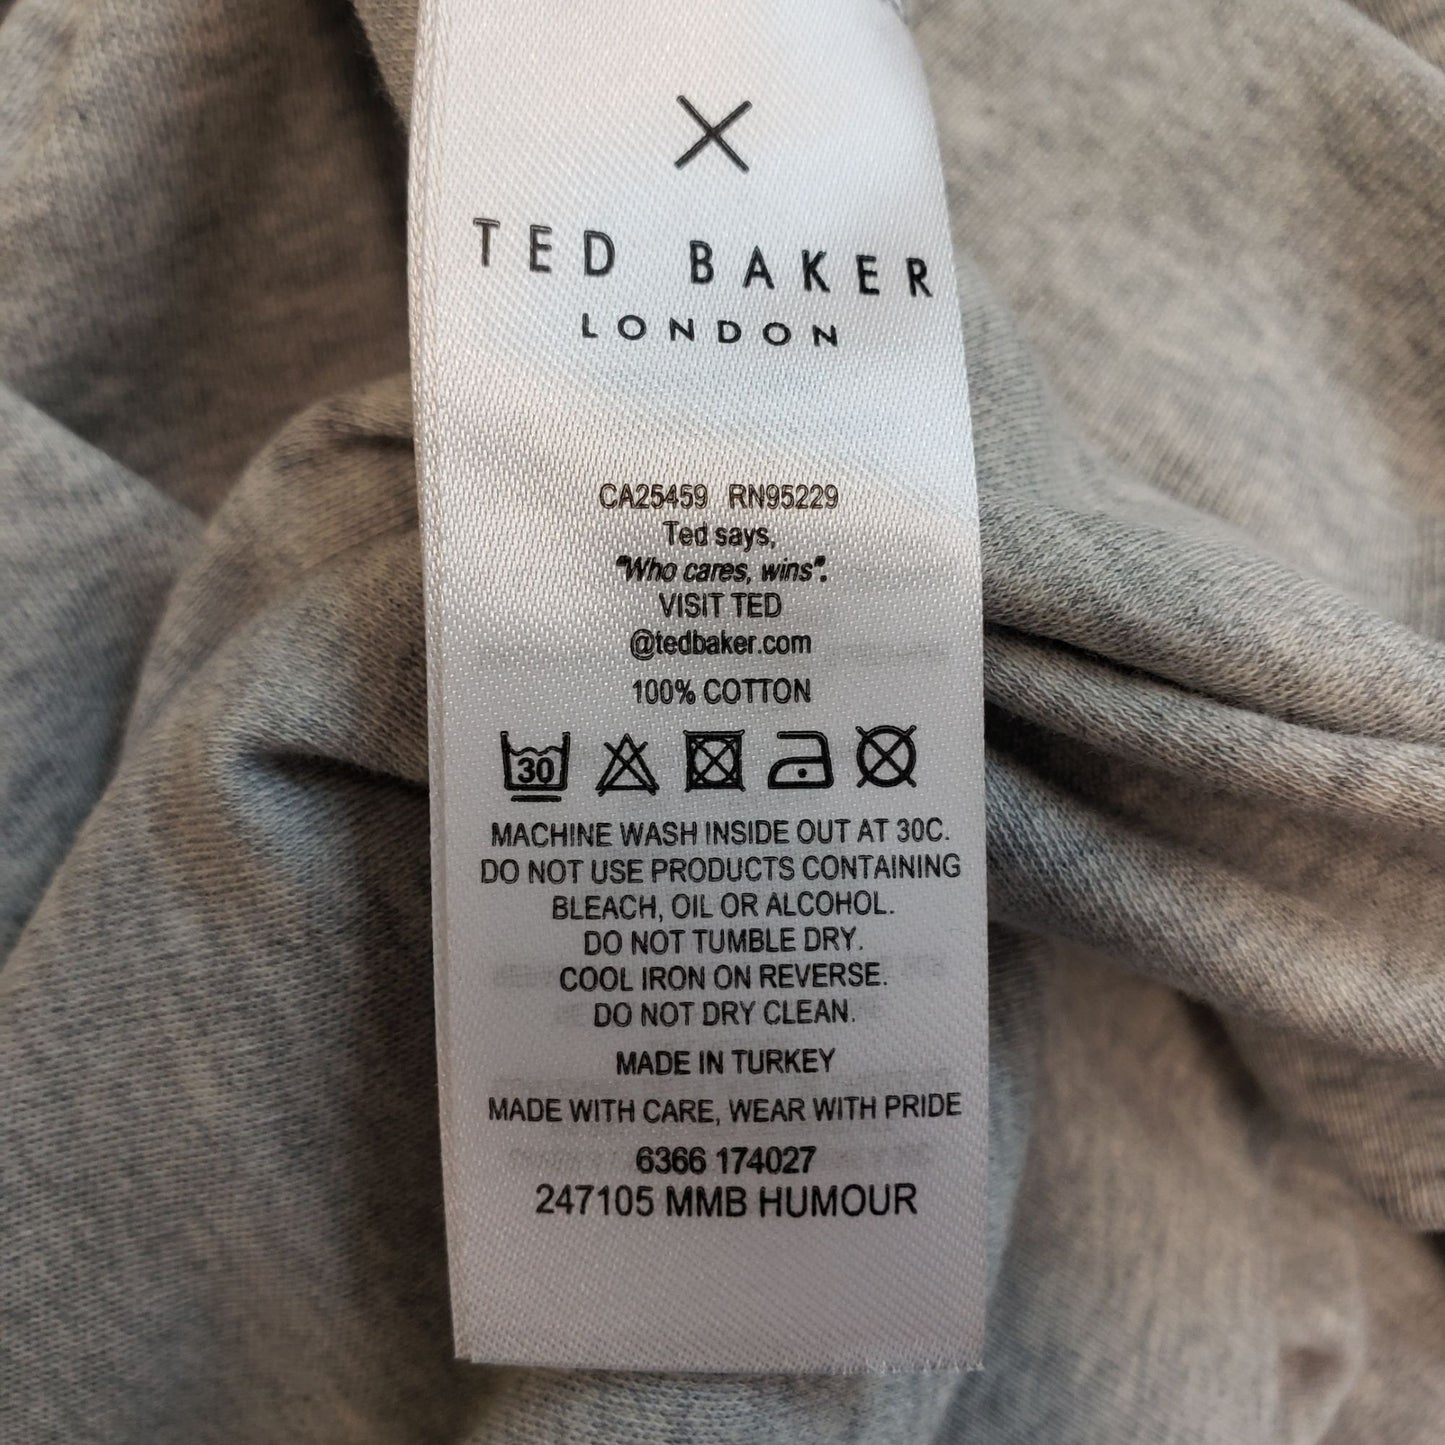 TED BAKER
LONDON
CA25459 RN95229
Ted says,
"Who cares, wins".
VISIT TED
@tedbaker.com
100% COTTON
30
MACHINE WASH INSIDE OUT AT 30C.
DO NOT USE PRODUCTS CONTAINING
BLEACH, OIL OR ALCOHOL.
DO NOT TUMBLE DRY.
COOL IRON ON REVERSE.
DO NOT DRY CLEAN.
MADE IN TURKEY
MADE WITH CARE, WEAR WITH PRIDE
6366 174027
247105 MMB HUMOUR